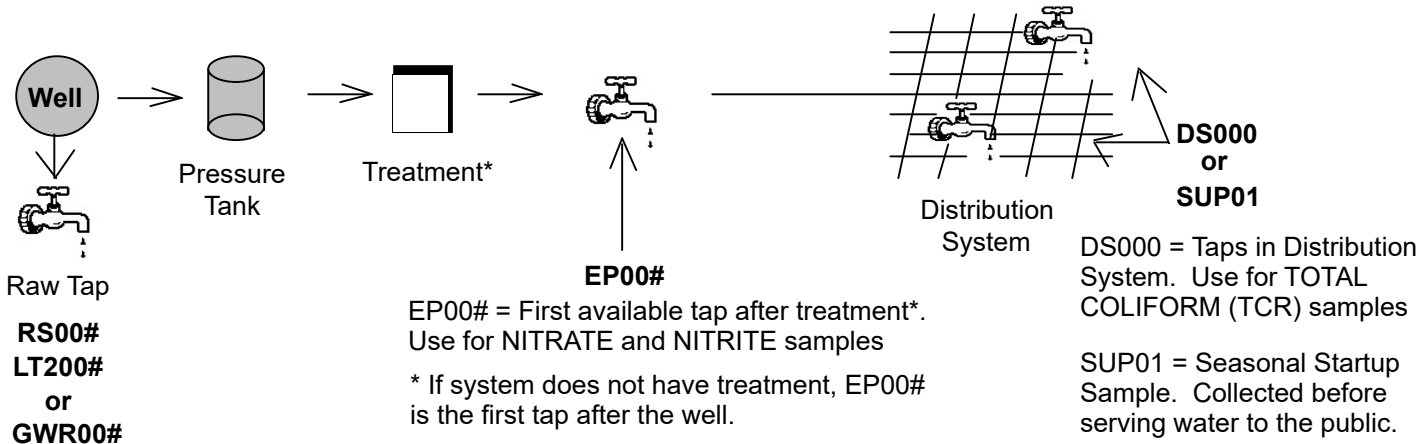 Well
Pressure
Tank
Treatment*
Raw Tap
RS00#
LT200#
or
GWR00#
EP00#
EP00# = First available tap after treatment*.
Use for NITRATE and NITRITE samples
* If system does not have treatment, EP00#
is the first tap after the well.
Distribution
System
DS000
or
SUP01
DS000 = Taps in Distribution
System. Use for TOTAL
COLIFORM (TCR) samples
SUP01 = Seasonal Startup
Sample. Collected before
serving water to the public.